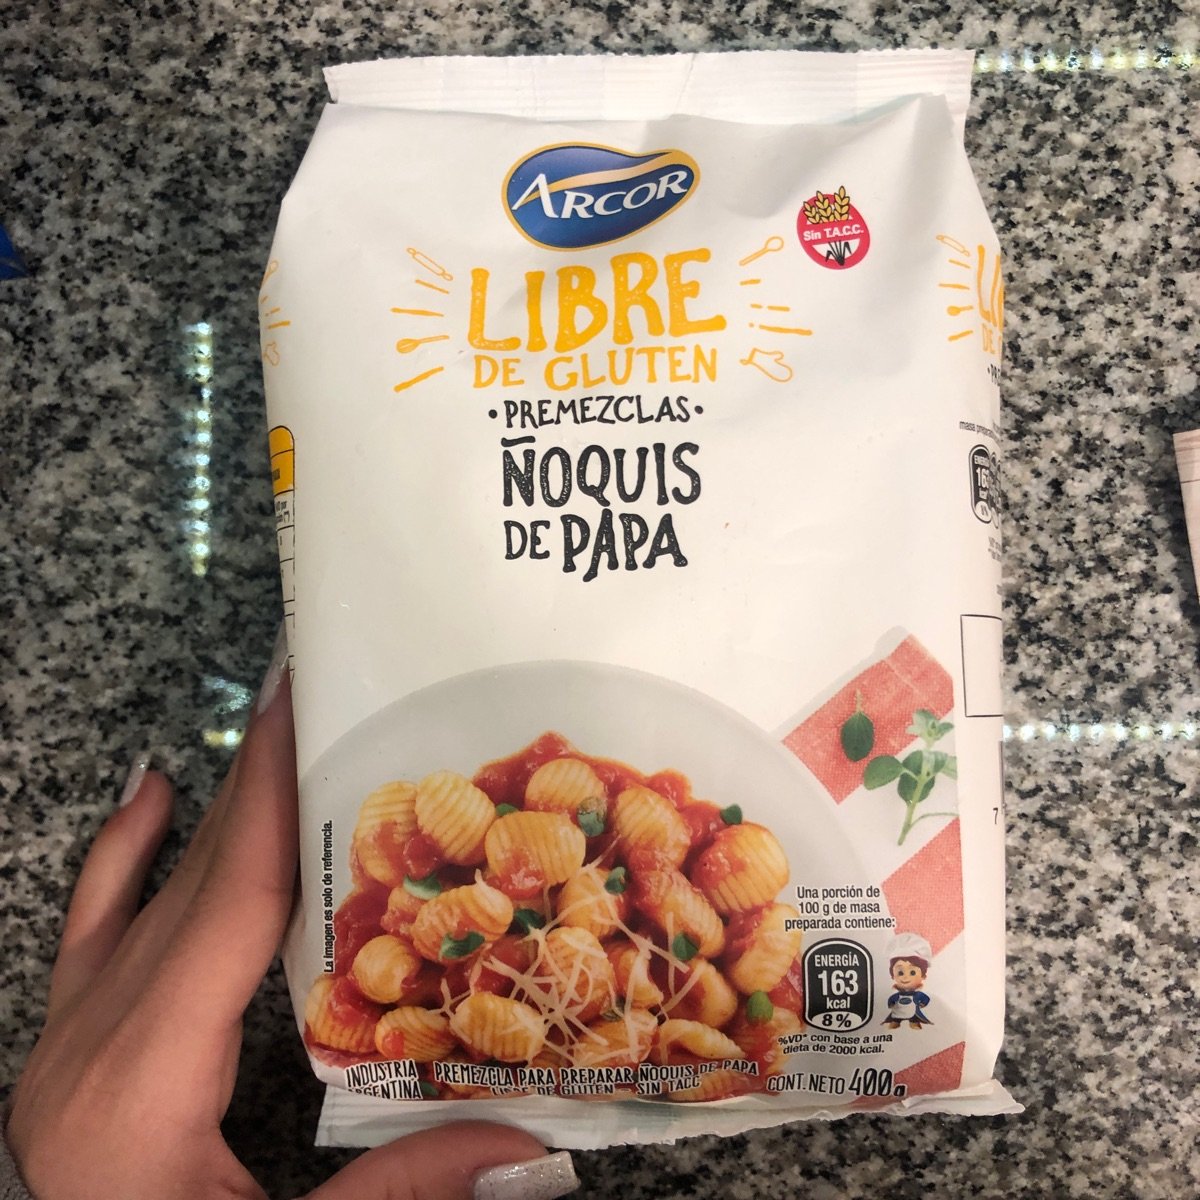 ARCOR
Sin T.A.C.C.
LIBRE
DE GLUTEN
• PREMEZCLAS •
ÑOQUIS
DE PAPA
La imagen es solo de referencia.
Una porción de
100 g de masa
preparada contiene:
ENERGÍA
163
kcal
8 %
%VD* con base a una
dieta de 2000 kcal.
INDUSTRIA
ARGENTINA
PREMEZCLA PARA PREPARAR ÑOQUIS DE PAPA
LIBRE DE GLUTEN SIN TACC
CONT. NETO 400g
7